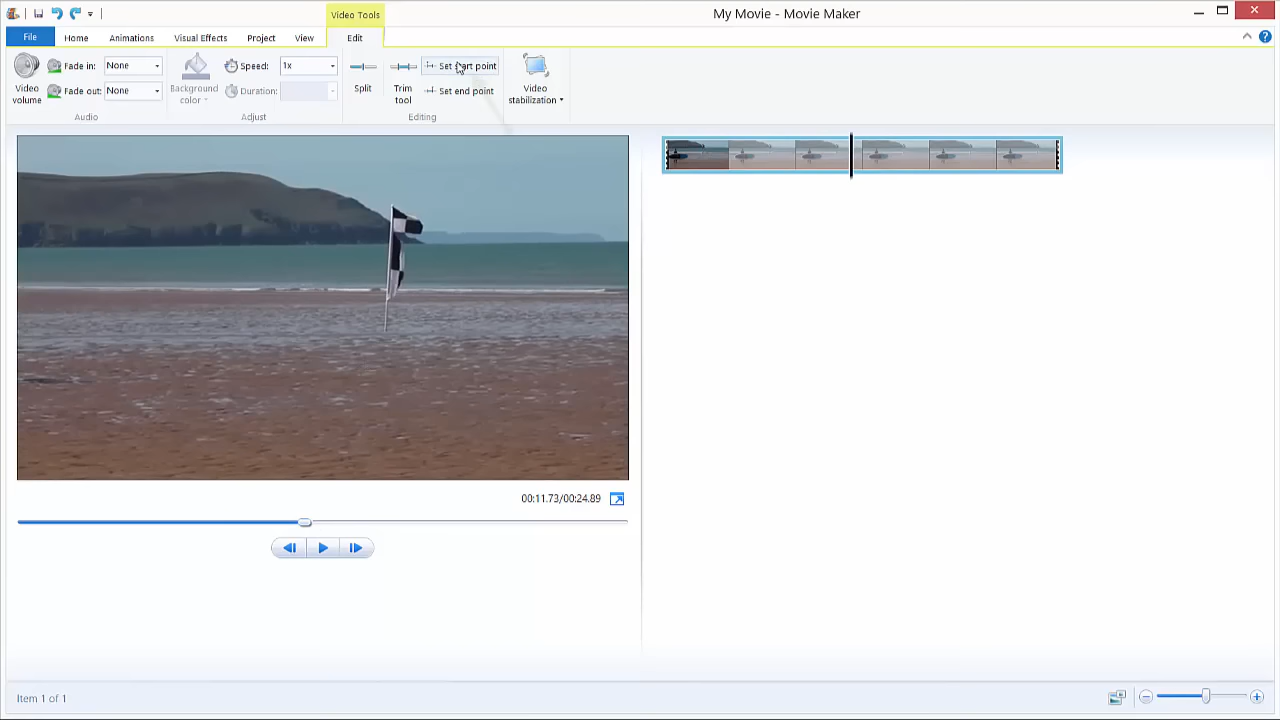 Video Tools
My Movie - Movie Maker
File
Home
Animations
Visual Effects
Project
View
Edit
Video volume
Fade in:
None
Fade out:
None
Audio
Background color
Speed:
1x
Duration:
Adjust
Split
Trim tool
Set start point
Set end point
Editing
Video stabilization
00:11.73/00:24.89
Item 1 of 1